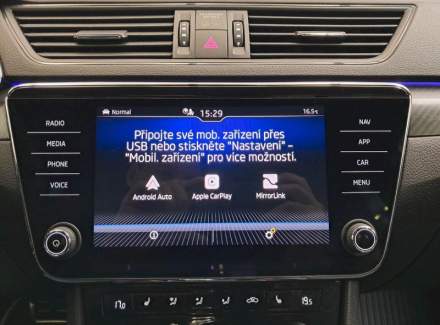 Normal 15:29 16.5°C
RADIO
MEDIA
PHONE
VOICE
Připojte své mob. zařízení přes
USB nebo stiskněte "Nastavení" -
"Mobil. zařízení" pro více možností.
Android Auto Apple CarPlay MirrorLink
NAV
APP
CAR
MENU